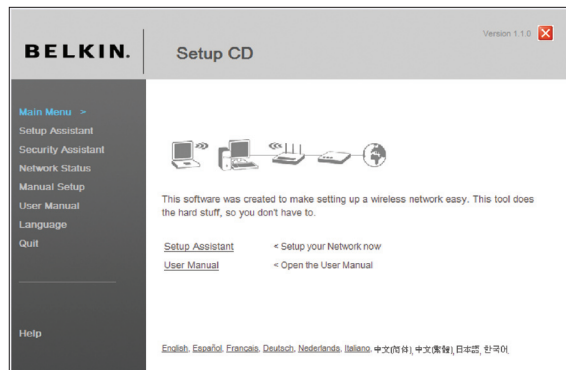 Version 1.1.0
BELKIN.
Setup CD
Main Menu >
Setup Assistant
Security Assistant
Network Status
Manual Setup
User Manual
Language
Quit
Help
This software was created to make setting up a wireless network easy. This tool does
the hard stuff, so you don't have to.
Setup Assistant < Setup your Network now
User Manual < Open the User Manual
English, Español, Francais, Deutsch, Nederlands, Italiano, 中文(简体), 中文(繁體), 日本語, 한국어,